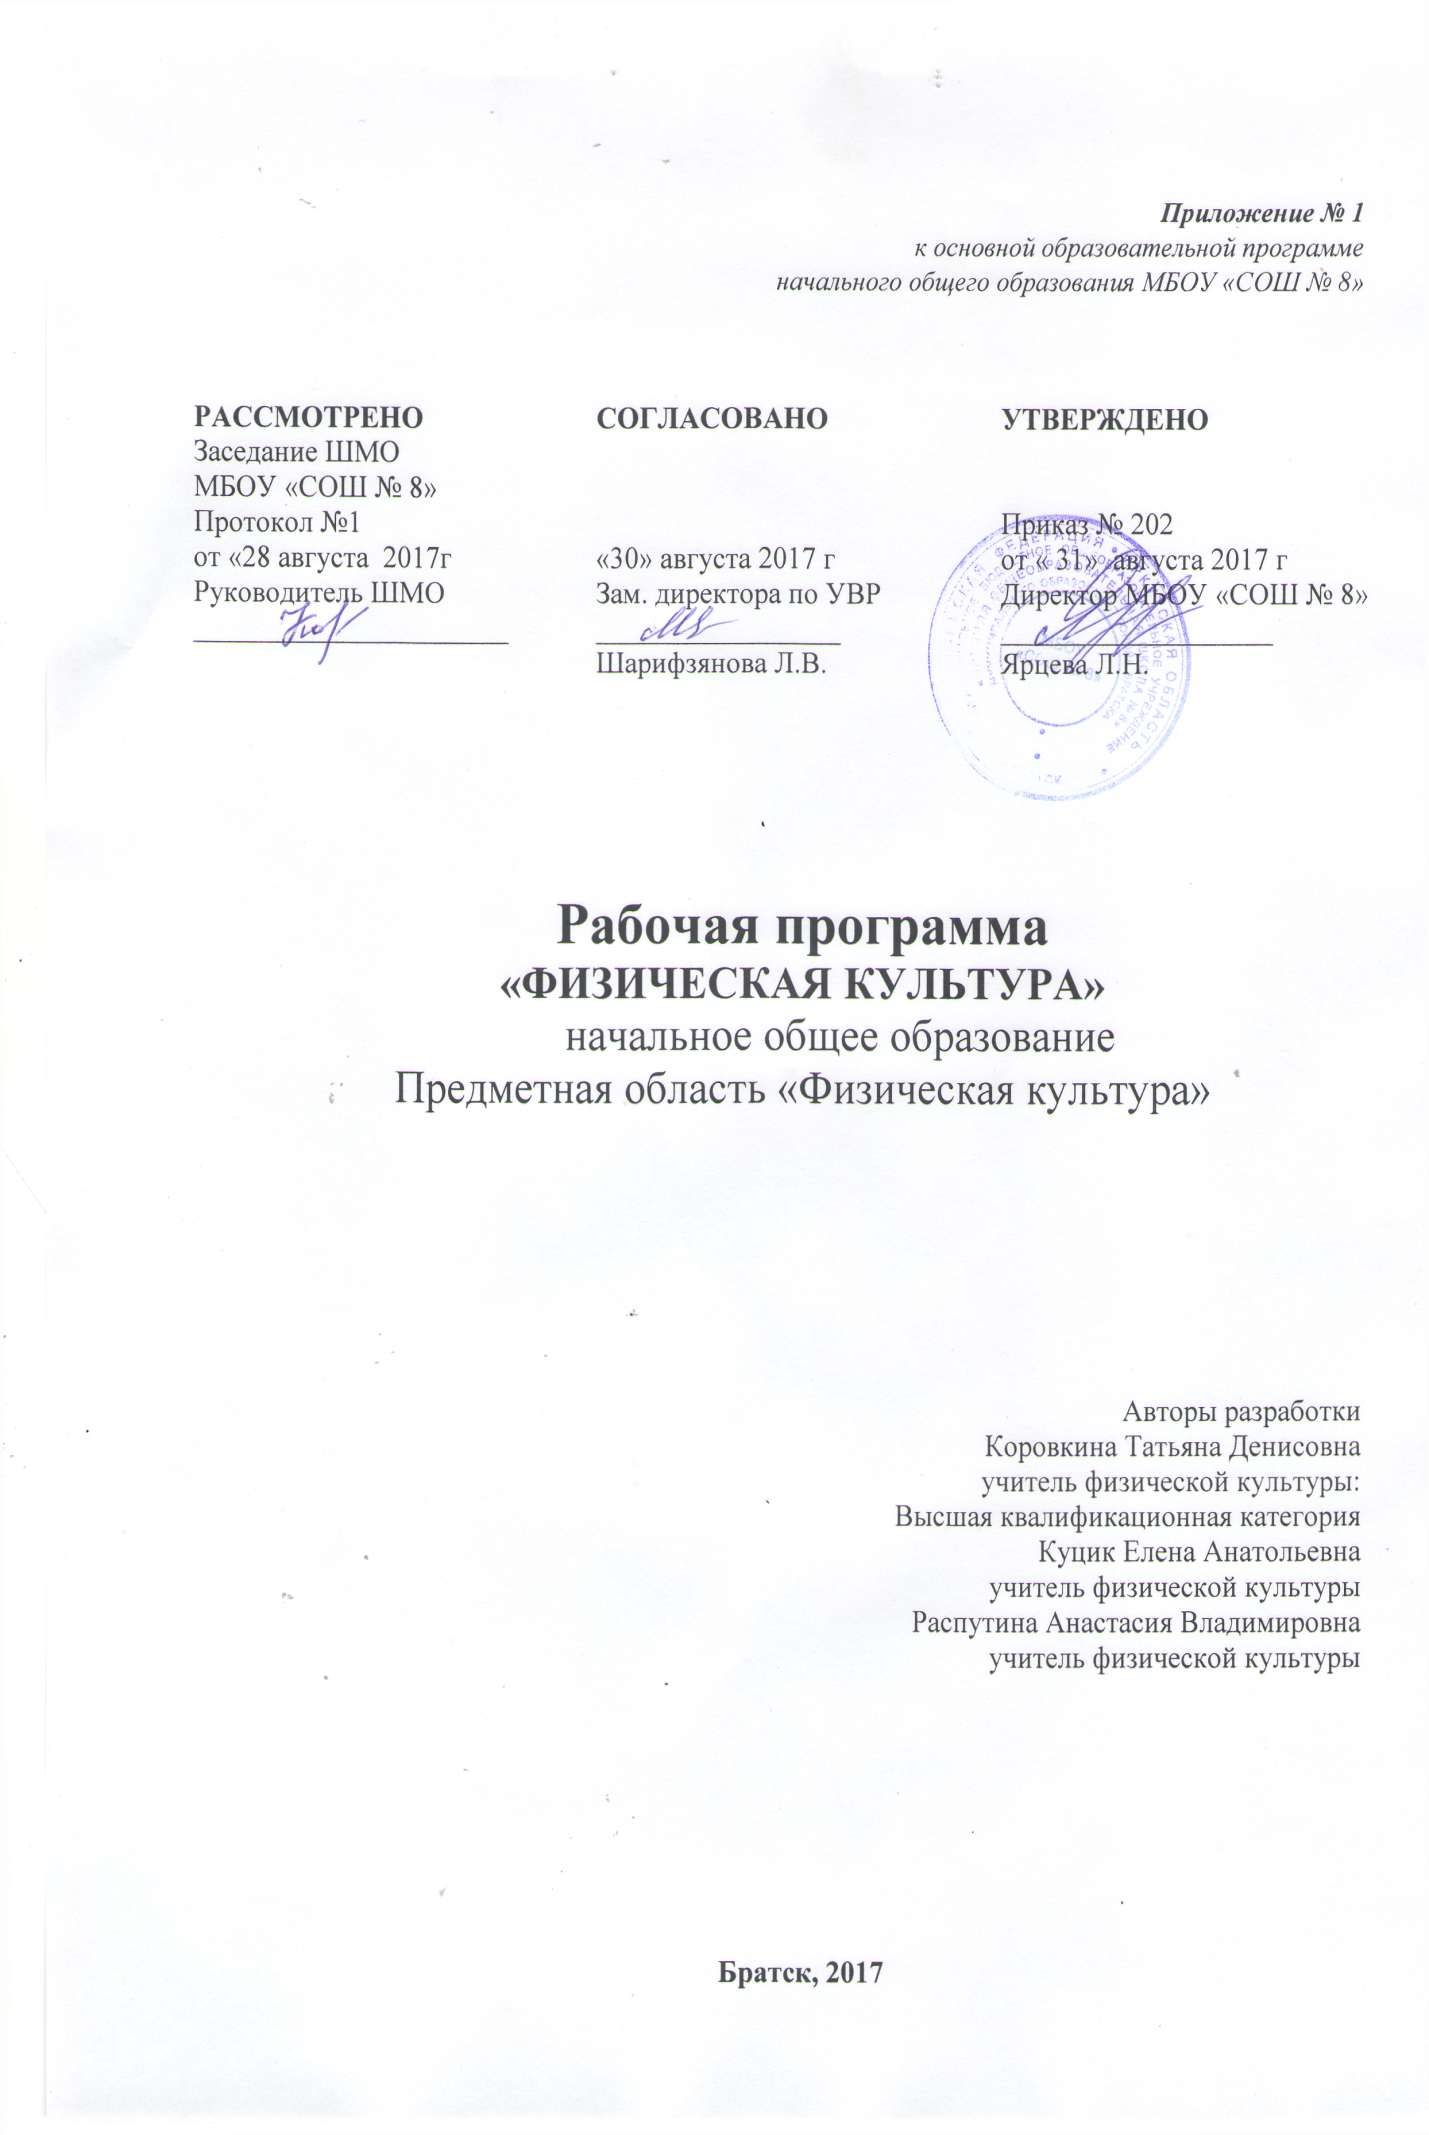 Приложение № 1
к основной образовательной программе
начального общего образования МБОУ «СОШ № 8»
РАССМОТРЕНО
Заседание ШМО
МБОУ «СОШ № 8»
Протокол №1
от «28 августа 2017г
Руководитель ШМО
СОГЛАСОВАНО
«30» августа 2017 г
Зам. директора по УВР
Шарифзянова Л.В.
УТВЕРЖДЕНО
Приказ № 202
от « 31» августа 2017 г
Директор МБОУ «СОШ № 8»
Ярцева Л.Н.
Рабочая программа
«ФИЗИЧЕСКАЯ КУЛЬТУРА»
начальное общее образование
Предметная область «Физическая культура»
Авторы разработки
Коровкина Татьяна Денисовна
учитель физической культуры:
Высшая квалификационная категория
Куцик Елена Анатольевна
учитель физической культуры
Распутина Анастасия Владимировна
учитель физической культуры
Братск, 2017